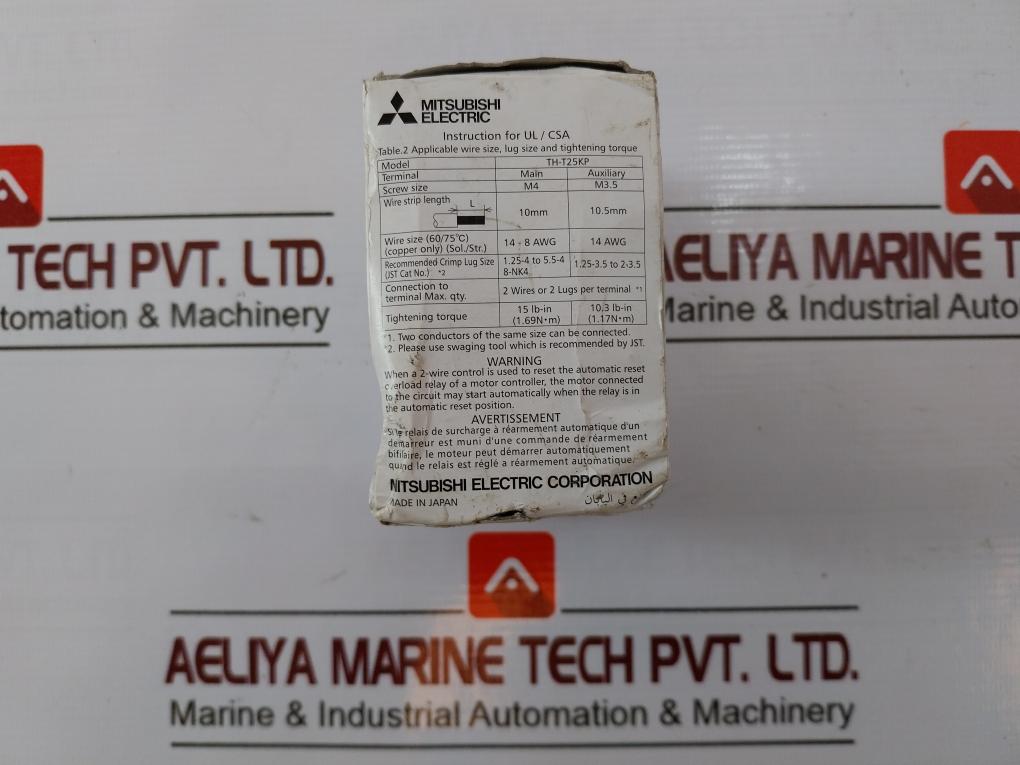 MITSUBISHI
ELECTRIC
Instruction for UL / CSA
Table.2 Applicable wire size, lug size and tightening torque
Model TH-T25KP
Terminal Main Auxiliary
Screw size M4 M3.5
Wire strip length L 10mm 10.5mm
Wire size (60/75°C)
(copper only) (Sol./Str.) 14 - 8 AWG 14 AWG
Recommended Crimp Lug Size
(JST Cat No.) *2 1.25-4 to 5.5-4
8-NK4 1.25-3.5 to 2-3.5
Connection to
terminal Max. qty. 2 Wires or 2 Lugs per terminal *1
Tightening torque 15 lb-in
(1.69N·m) 10.3 lb-in
(1.17N·m)
*1. Two conductors of the same size can be connected.
*2. Please use swaging tool which is recommended by JST.
WARNING
When a 2-wire control is used to reset the automatic reset
overload relay of a motor controller, the motor connected
to the circuit may start automatically when the relay is in
the automatic reset position.
AVERTISSEMENT
Si le relais de surcharge à réarmement automatique d'un
démarreur est muni d'une commande de réarmement
bifilaire, le moteur peut démarrer automatiquement
quand le relais est réglé a réarmement automatique.
MITSUBISHI ELECTRIC CORPORATION
MADE IN JAPAN في اليابان
TECH PVT. LTD.
tomation & Machinery
AELIYA MARINE T
Marine & Industrial Auto
AELIYA MARINE TECH PVT. LTD.
Marine & Industrial Automation & Machinery